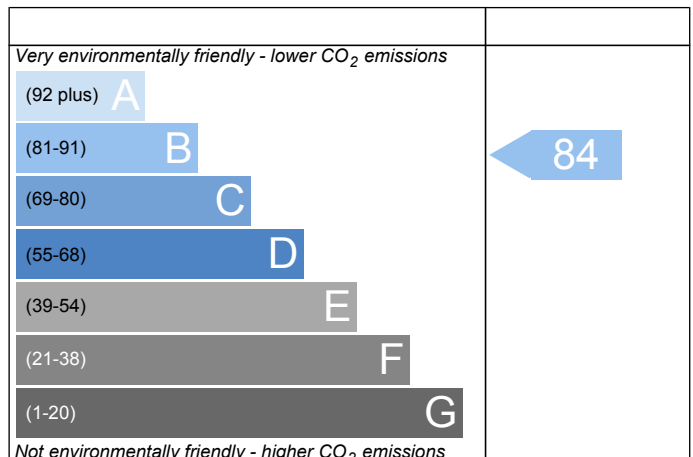 Very environmentally friendly - lower CO2 emissions
(92 plus) A
(81-91) B
84
(69-80) C
(55-68) D
(39-54) E
(21-38) F
(1-20) G
Not environmentally friendly - higher CO2 emissions